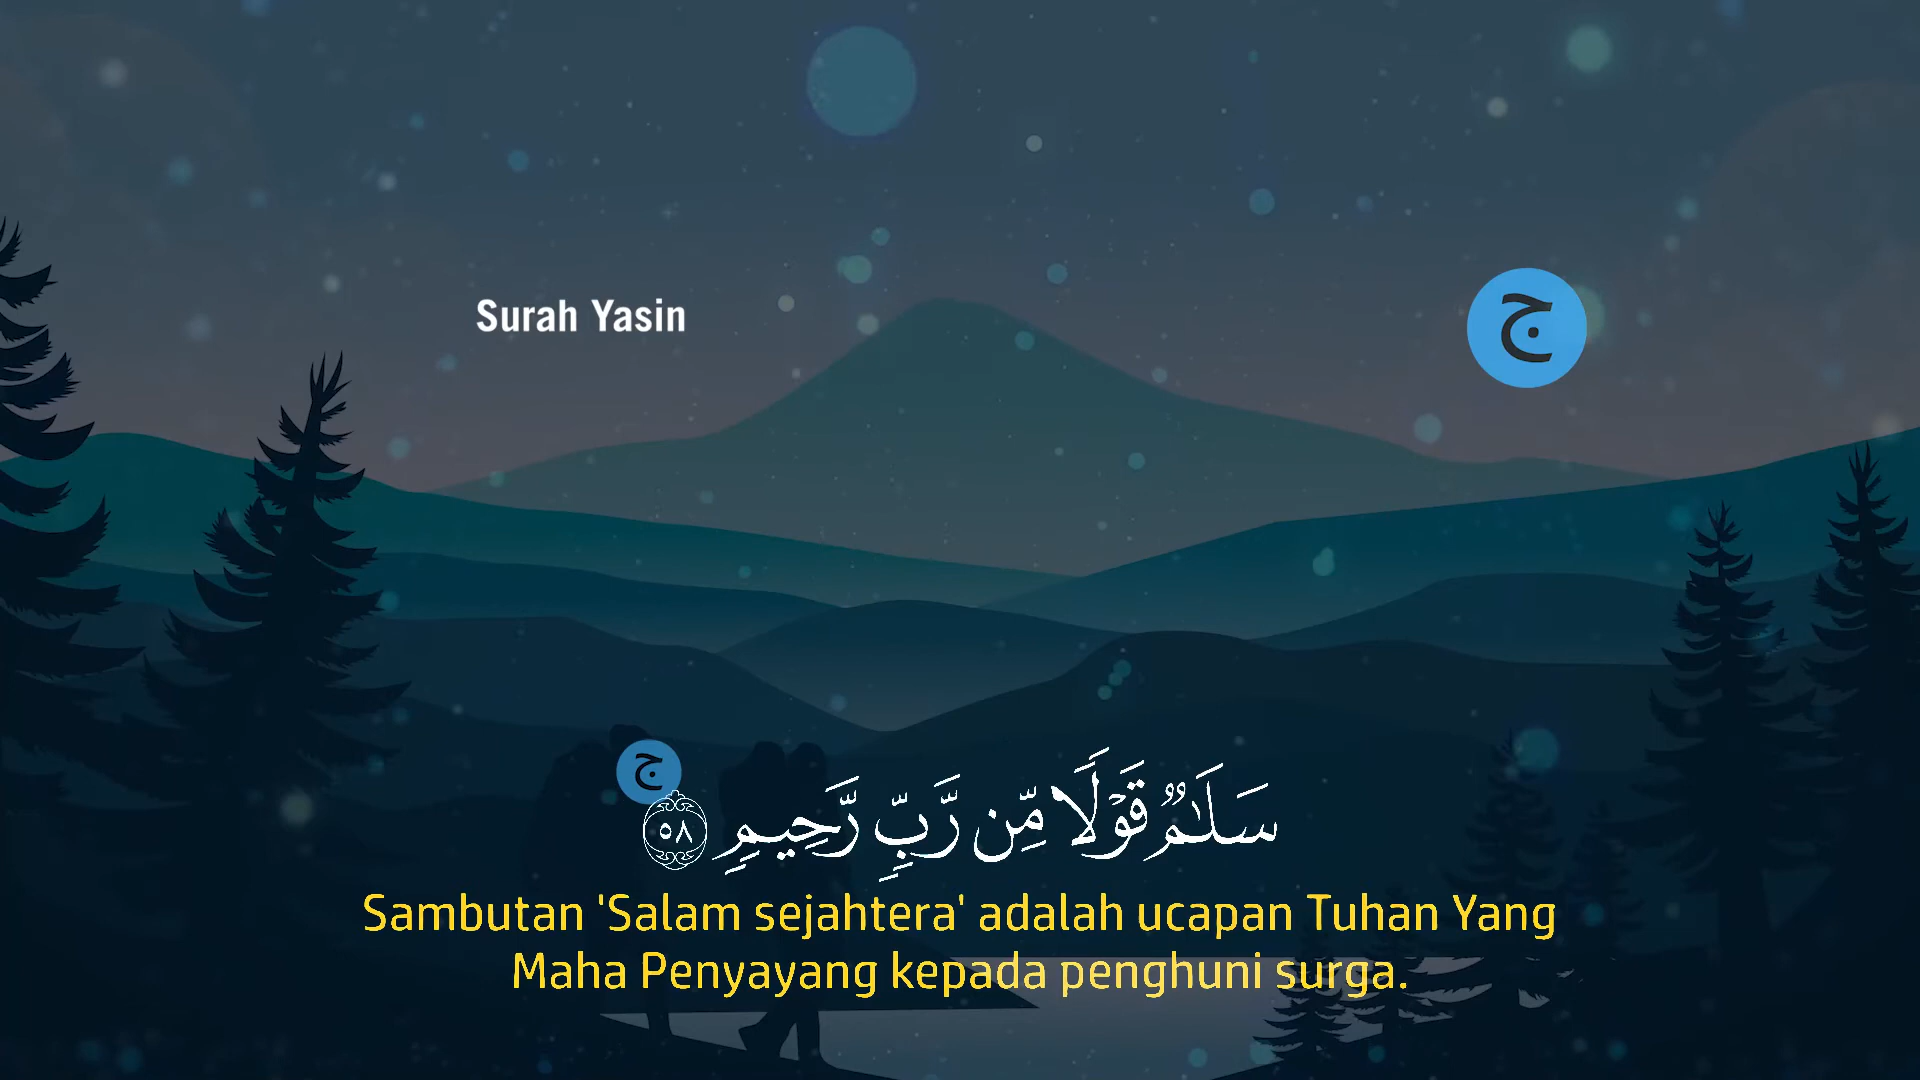 Surah Yasin
ج
ج
سَلَٰمٌ قَوْلًا مِّن رَّبٍّ رَّحِيمٍ ٥٨
Sambutan 'Salam sejahtera' adalah ucapan Tuhan Yang
Maha Penyayang kepada penghuni surga.